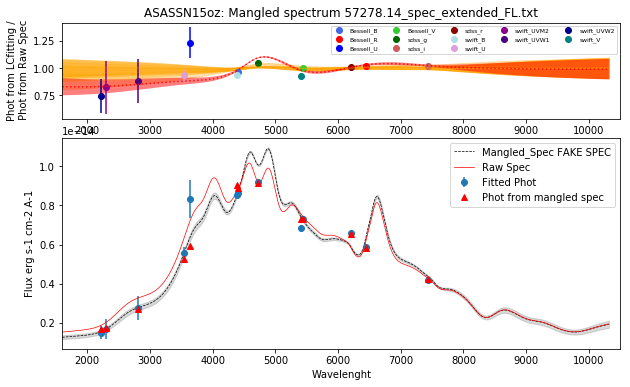 ASASSN15oz: Mangled spectrum 57278.14_spec_extended_FL.txt
Phot from LCfitting /
Phot from Raw Spec
1.25
1.00
0.75
Bessell_B
Bessell_R
Bessell_U
Bessell_V
sdss_g
sdss_i
sdss_r
swift_B
swift_U
swift_UVM2
swift_UVW1
swift_UVW2
swift_V
2000 3000 4000 5000 6000 7000 8000 9000 10000
1e−14
Flux erg s-1 cm-2 A-1
1.0
0.8
0.6
0.4
0.2
Mangled_Spec FAKE SPEC
Raw Spec
Fitted Phot
Phot from mangled spec
2000 3000 4000 5000 6000 7000 8000 9000 10000
Wavelenght